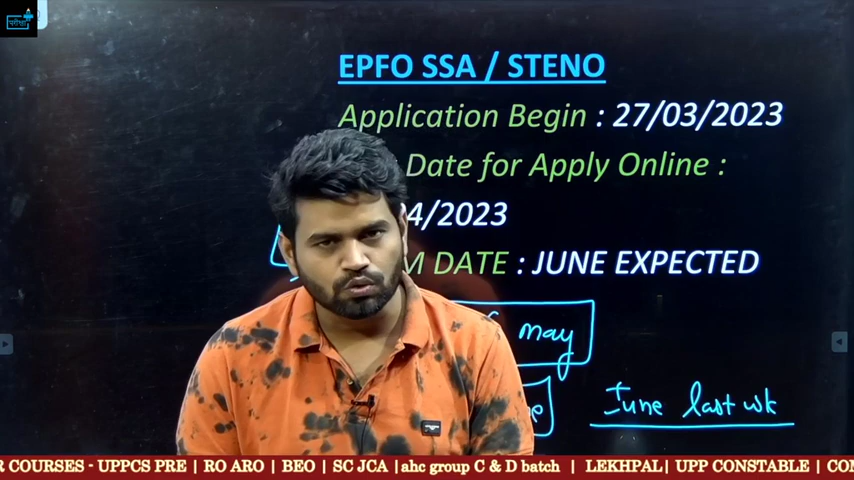 परीक्षा
EPFO SSA / STENO
Application Begin : 27/03/2023
Date for Apply Online :
4/2023
M DATE : JUNE EXPECTED
may
June last wk
R COURSES - UPPCS PRE | RO ARO | BEO | SC JCA |ahc group C & D batch | LEKHPAL| UPP CONSTABLE | CO